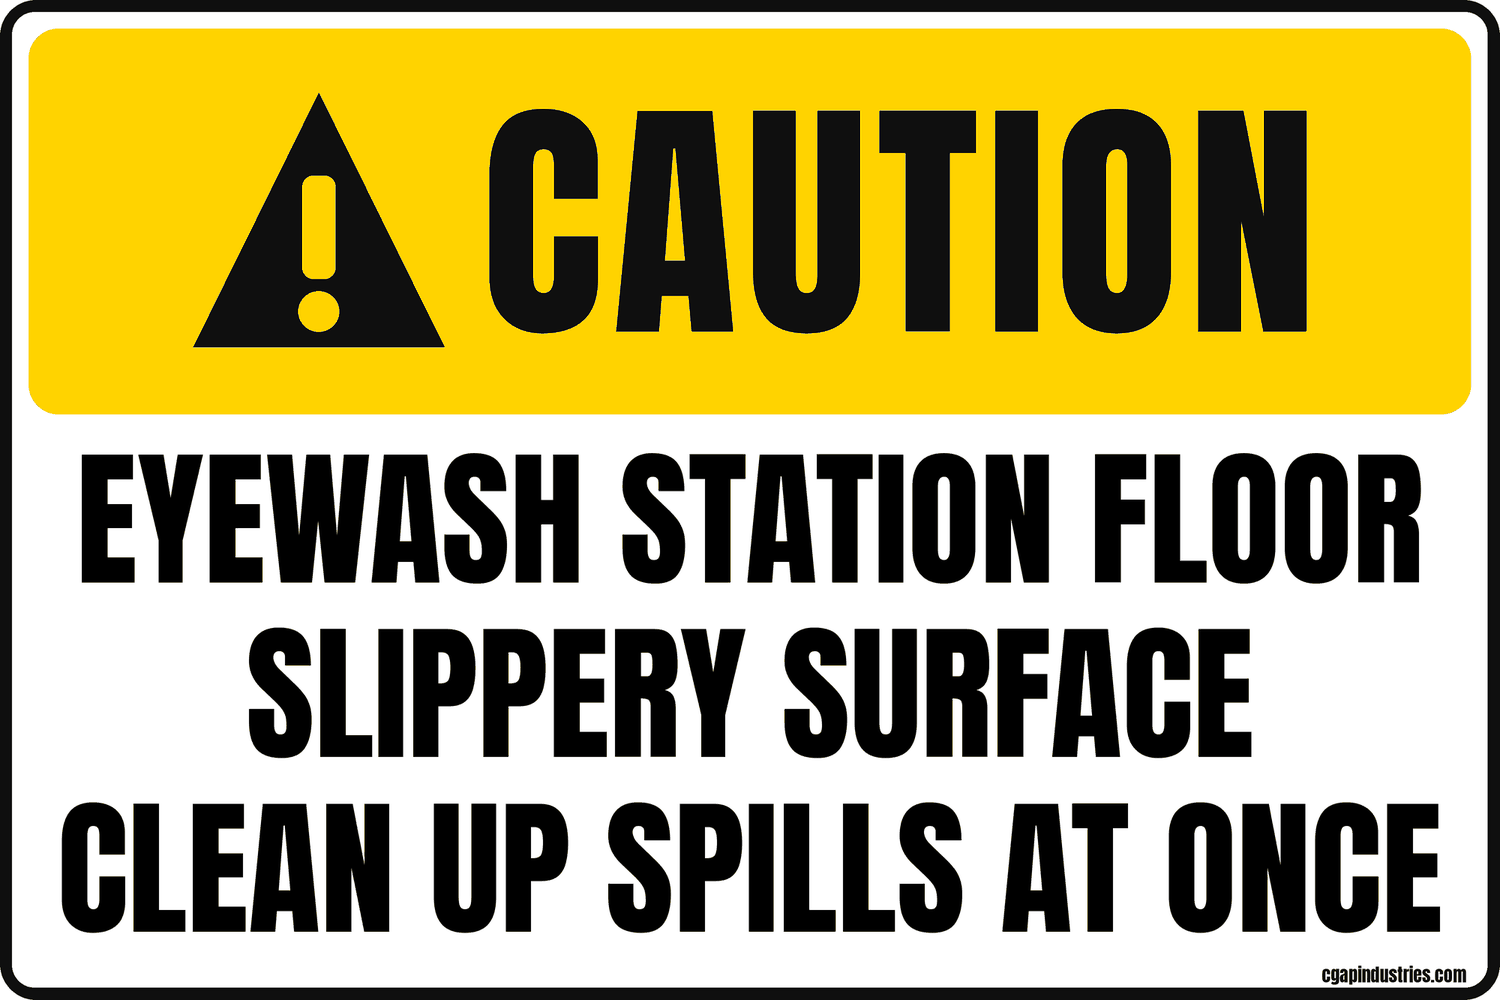 CAUTION
EYEWASH STATION FLOOR
SLIPPERY SURFACE
CLEAN UP SPILLS AT ONCE
cgapindustries.com